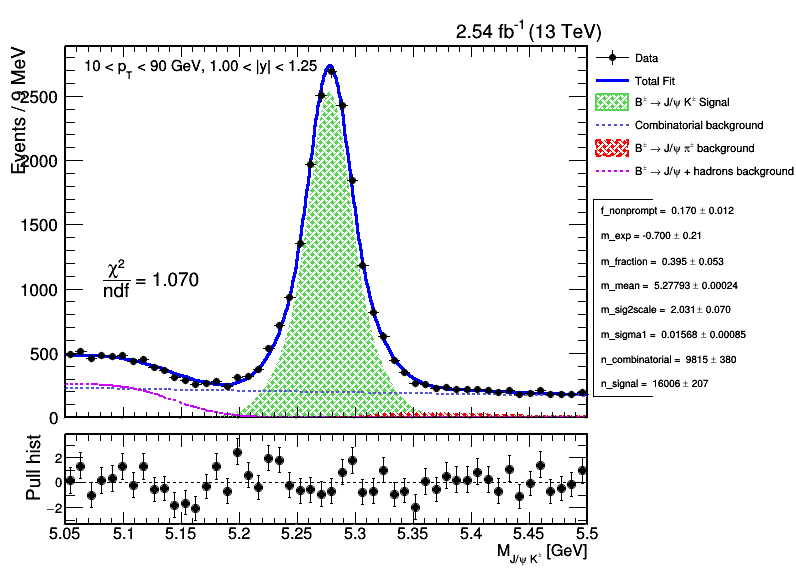 2.54 fb⁻¹ (13 TeV)
Events / 9 MeV
10 < p_T < 90 GeV, 1.00 < |y| < 1.25
χ²/ndf = 1.070
2500
2000
1500
1000
500
0
Data
Total Fit
B± → J/ψ K± Signal
Combinatorial background
B± → J/ψ π± background
B± → J/ψ + hadrons background
f_nonprompt = 0.170 ± 0.012
m_exp = -0.700 ± 0.21
m_fraction = 0.395 ± 0.053
m_mean = 5.27793 ± 0.00024
m_sig2scale = 2.031 ± 0.070
m_sigma1 = 0.01568 ± 0.00085
n_combinatorial = 9815 ± 380
n_signal = 16006 ± 207
Pull hist
2
0
−2
5.05 5.1 5.15 5.2 5.25 5.3 5.35 5.4 5.45 5.5
M_{J/ψ K±} [GeV]